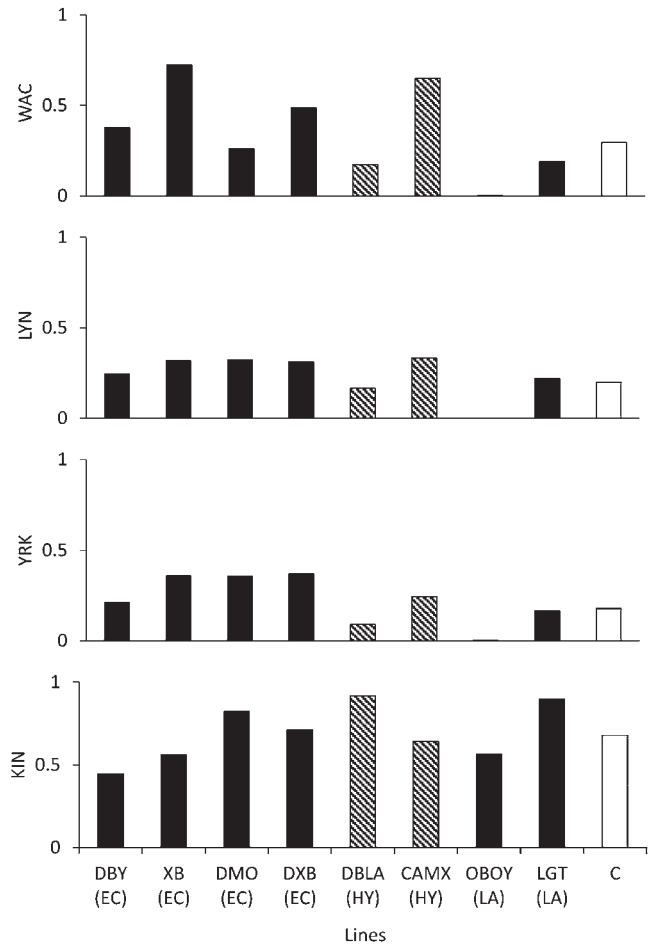 1
WAC
0.5
0
1
LYN
0.5
0
1
YRK
0.5
0
1
KIN
0.5
0
DBY XB DMO DXB DBLA CAMX OBOY LGT C
(EC) (EC) (EC) (EC) (HY) (HY) (LA) (LA)
Lines